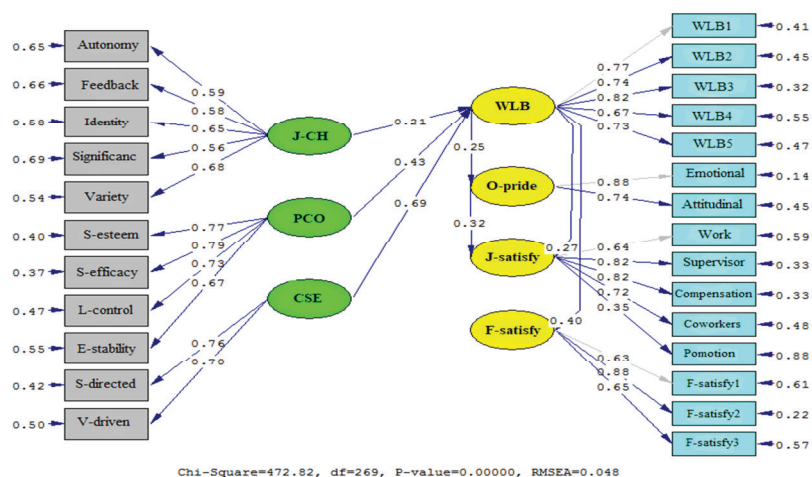 0.65 Autonomy
0.66 Feedback
Identity
0.69 Significanc
0.54 Variety
0.40 S-esteem
0.37 S-efficacy
0.47 L-control
0.55 E-stability
0.42 S-directed
0.50 V-driven
0.59
0.58
0.65
0.56
0.68
0.77
0.79
0.73
0.67
0.76
0.70
J-CH
PCO
CSE
0.21
0.43
0.69
WLB
0.25
O-pride
0.32
J-satisfy
0.27
F-satisfy
0.40
0.77
0.74
0.82
0.67
0.73
0.88
0.74
0.64
0.82
0.82
0.72
0.35
0.63
0.88
0.65
WLB1 0.41
WLB2 0.45
WLB3 0.32
WLB4 0.55
WLB5 0.47
Emotional 0.14
Attitudinal 0.45
Work 0.59
Supervisor 0.33
Compensation 0.33
Coworkers 0.48
Pomotion 0.88
F-satisfy1 0.61
F-satisfy2 0.22
F-satisfy3 0.57
Chi-Square=472.82, df=269, P-value=0.00000, RMSEA=0.048